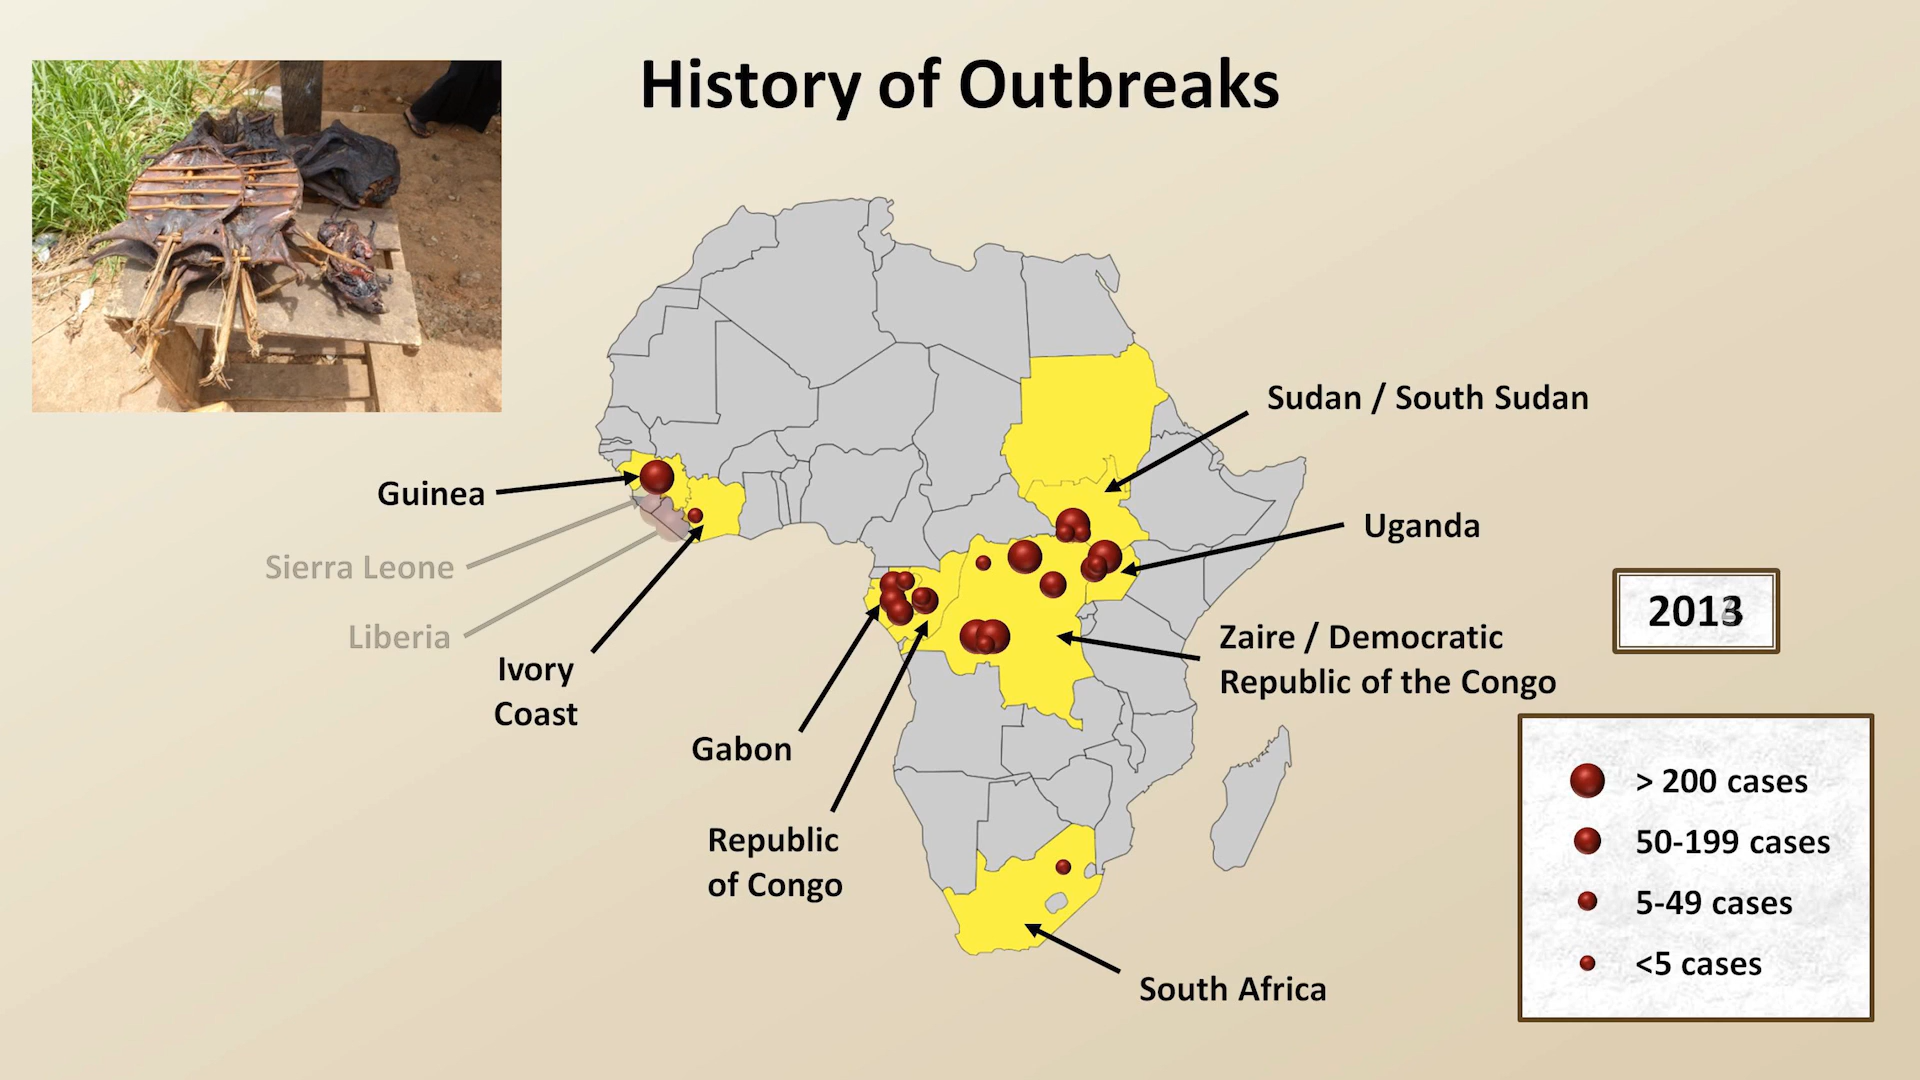 History of Outbreaks
Sudan / South Sudan
Guinea
Uganda
Sierra Leone
Liberia
Zaire / Democratic
Republic of the Congo
Ivory
Coast
Gabon
Republic
of Congo
South Africa
> 200 cases
50-199 cases
5-49 cases
<5 cases